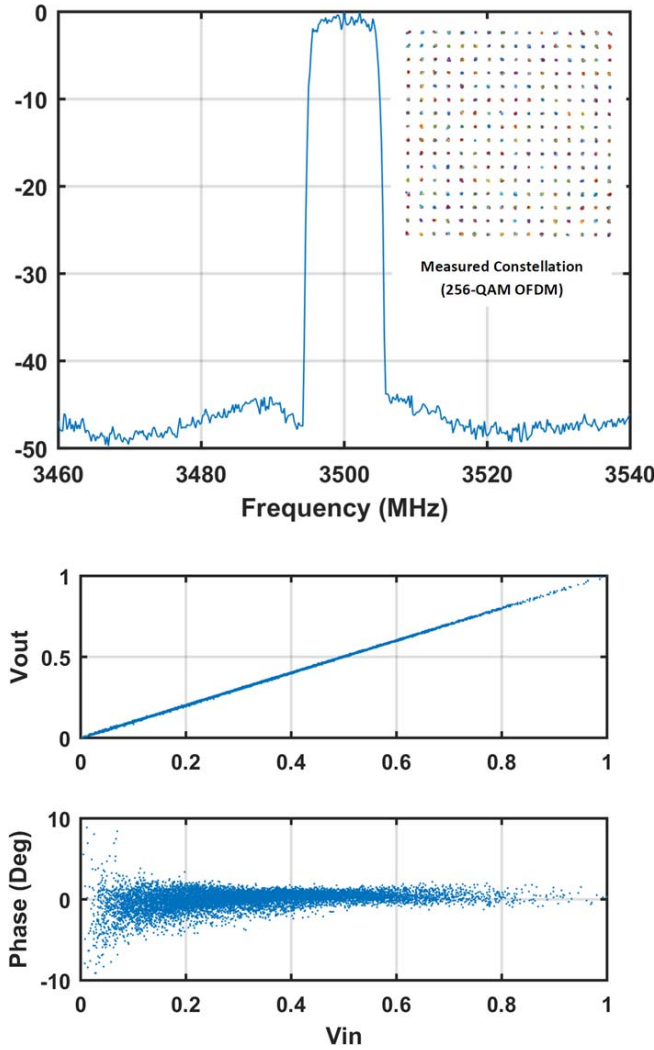 0
-10
-20
-30
-40
-50
Measured Constellation
(256-QAM OFDM)
3460 3480 3500 3520 3540
Frequency (MHz)
1
0.5
0
Vout
0 0.2 0.4 0.6 0.8 1
10
0
-10
Phase (Deg)
0 0.2 0.4 0.6 0.8 1
Vin